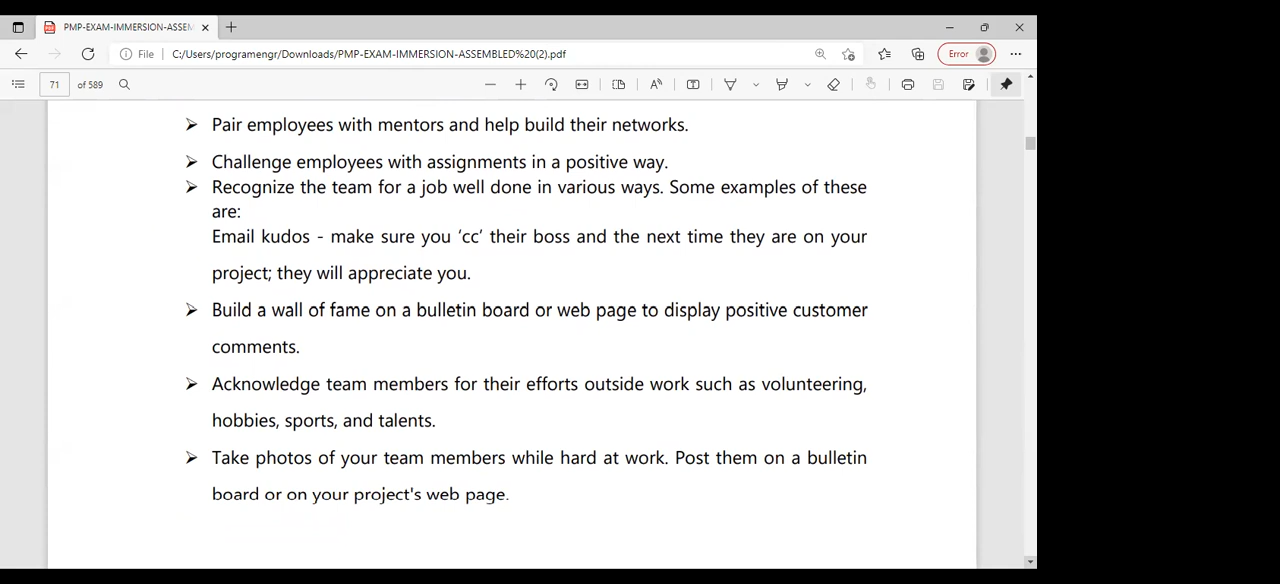 PMP-EXAM-IMMERSION-ASSEM
File C:/Users/programengr/Downloads/PMP-EXAM-IMMERSION-ASSEMBLED%20(2).pdf Error
71 of 589
➢ Pair employees with mentors and help build their networks.
➢ Challenge employees with assignments in a positive way.
➢ Recognize the team for a job well done in various ways. Some examples of these
are:
Email kudos - make sure you ‘cc’ their boss and the next time they are on your
project; they will appreciate you.
➢ Build a wall of fame on a bulletin board or web page to display positive customer
comments.
➢ Acknowledge team members for their efforts outside work such as volunteering,
hobbies, sports, and talents.
➢ Take photos of your team members while hard at work. Post them on a bulletin
board or on your project's web page.